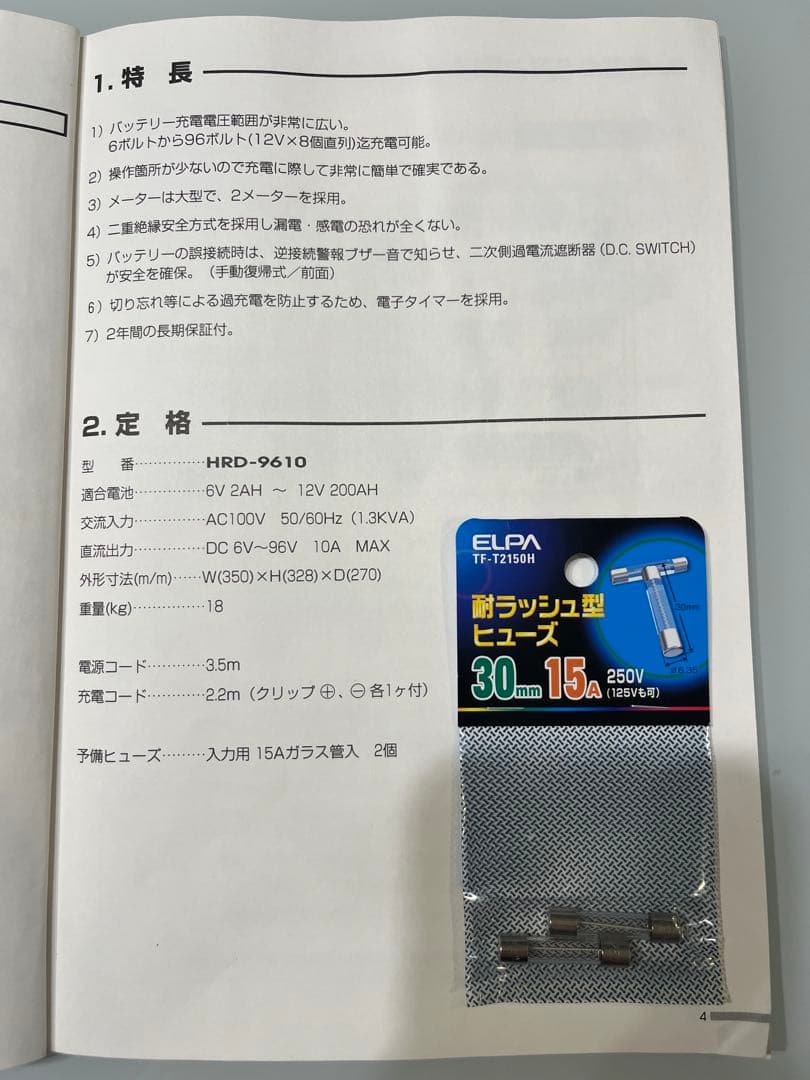 1. 特 長
1) バッテリー充電電圧範囲が非常に広い。
6ボルトから96ボルト(12V×8個直列)迄充電可能。
2) 操作箇所が少ないので充電に際して非常に簡単で確実である。
3) メーターは大型で、2メーターを採用。
4) 二重絶縁安全方式を採用し漏電・感電の恐れが全くない。
5) バッテリーの誤接続時は、逆接続警報ブザー音で知らせ、二次側過電流遮断器(D.C. SWITCH)
が安全を確保。(手動復帰式／前面)
6) 切り忘れ等による過充電を防止するため、電子タイマーを採用。
7) 2年間の長期保証付。
2. 定 格
型 番……………HRD-9610
適合電池……………6V 2AH ～ 12V 200AH
交流入力……………AC100V 50/60Hz (1.3KVA)
直流出力……………DC 6V～96V 10A MAX
外形寸法(m/m)……W(350)×H(328)×D(270)
重量(kg)……………18
電源コード…………3.5m
充電コード…………2.2m (クリップ ⊕、⊖ 各1ヶ付)
予備ヒューズ………入力用 15Aガラス管入 2個
ELPA
TF-T2150H
耐ラッシュ型
ヒューズ
30mm
ø6.35
30mm 15A 250V
(125Vも可)
4